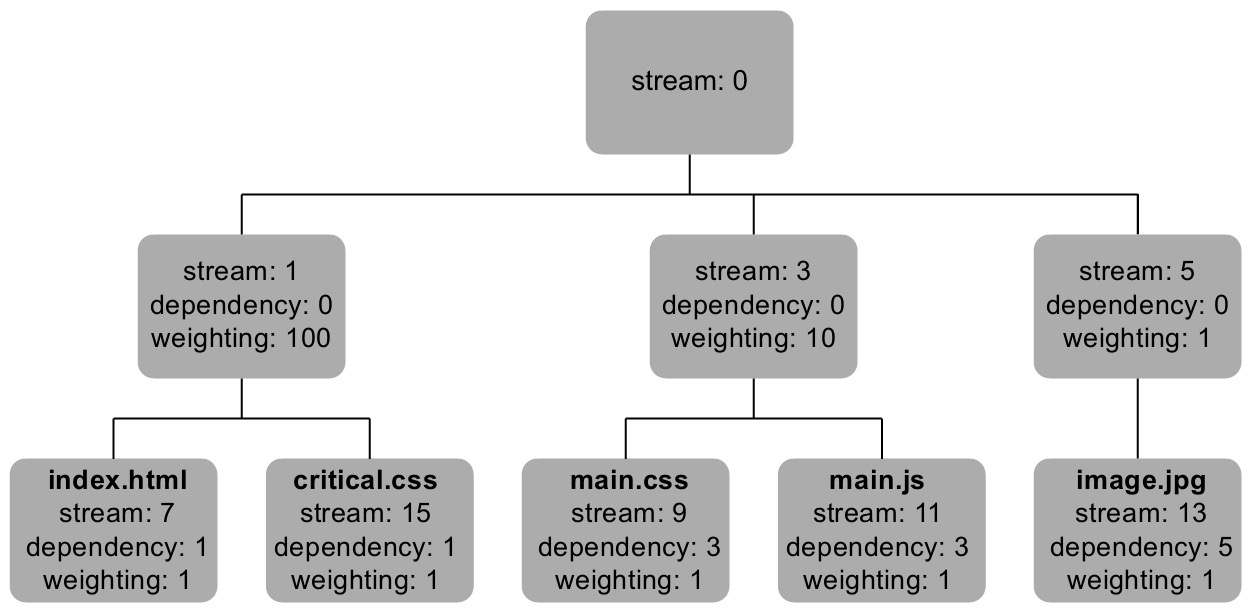 stream: 0
stream: 1
dependency: 0
weighting: 100
stream: 3
dependency: 0
weighting: 10
stream: 5
dependency: 0
weighting: 1
index.html
stream: 7
dependency: 1
weighting: 1
critical.css
stream: 15
dependency: 1
weighting: 1
main.css
stream: 9
dependency: 3
weighting: 1
main.js
stream: 11
dependency: 3
weighting: 1
image.jpg
stream: 13
dependency: 5
weighting: 1